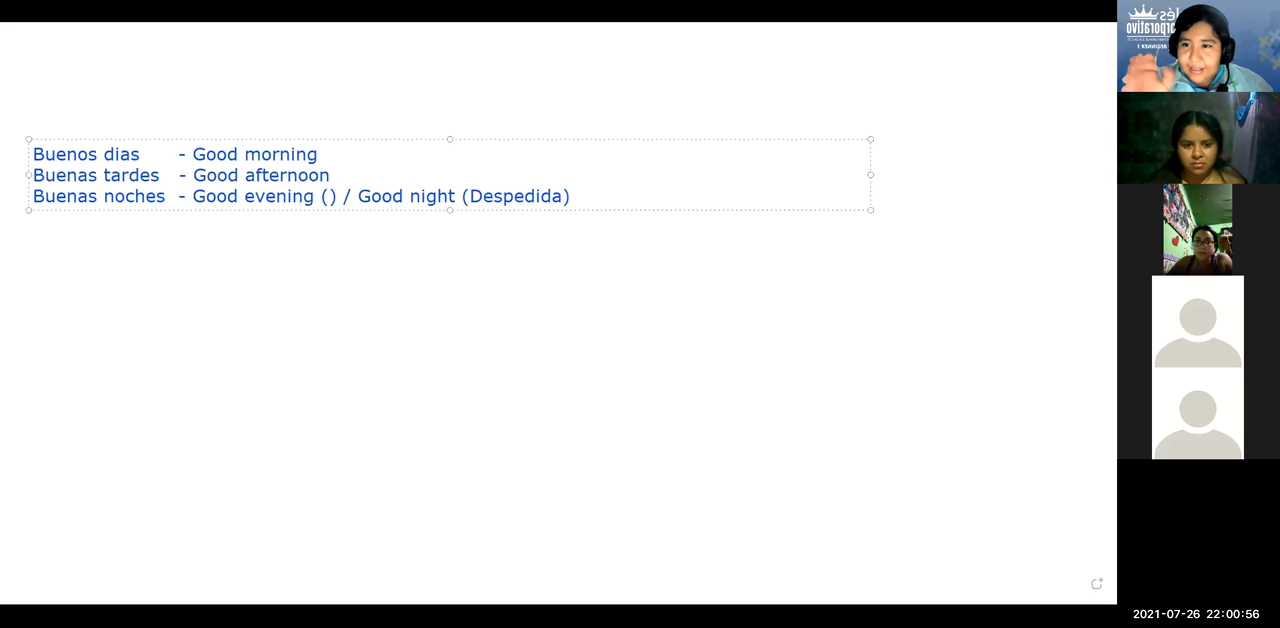 Buenos dias - Good morning
Buenas tardes - Good afternoon
Buenas noches - Good evening () / Good night (Despedida)
2021-07-26 22:00:56